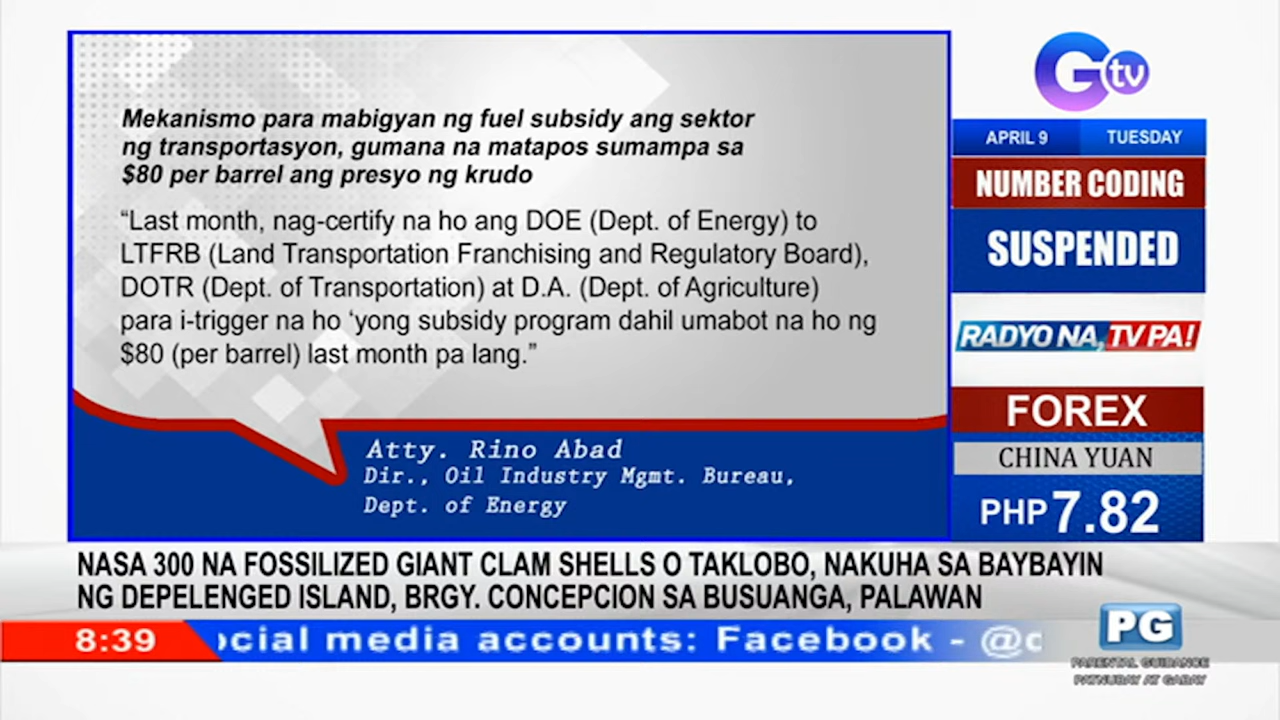 Mekanismo para mabigyan ng fuel subsidy ang sektor
ng transportasyon, gumana na matapos sumampa sa
$80 per barrel ang presyo ng krudo
“Last month, nag-certify na ho ang DOE (Dept. of Energy) to
LTFRB (Land Transportation Franchising and Regulatory Board),
DOTR (Dept. of Transportation) at D.A. (Dept. of Agriculture)
para i-trigger na ho ‘yong subsidy program dahil umabot na ho ng
$80 (per barrel) last month pa lang.”
Atty. Rino Abad
Dir., Oil Industry Mgmt. Bureau,
Dept. of Energy
Gtv
APRIL 9 TUESDAY
NUMBER CODING
SUSPENDED
RADYO NA, TV PA!
FOREX
CHINA YUAN
PHP 7.82
NASA 300 NA FOSSILIZED GIANT CLAM SHELLS O TAKLOBO, NAKUHA SA BAYBAYIN
NG DEPELENGED ISLAND, BRGY. CONCEPCION SA BUSUANGA, PALAWAN
8:39 ocial media accounts: Facebook - @d
PG
PARENTAL GUIDANCE
PATNUBAY AT GABAY